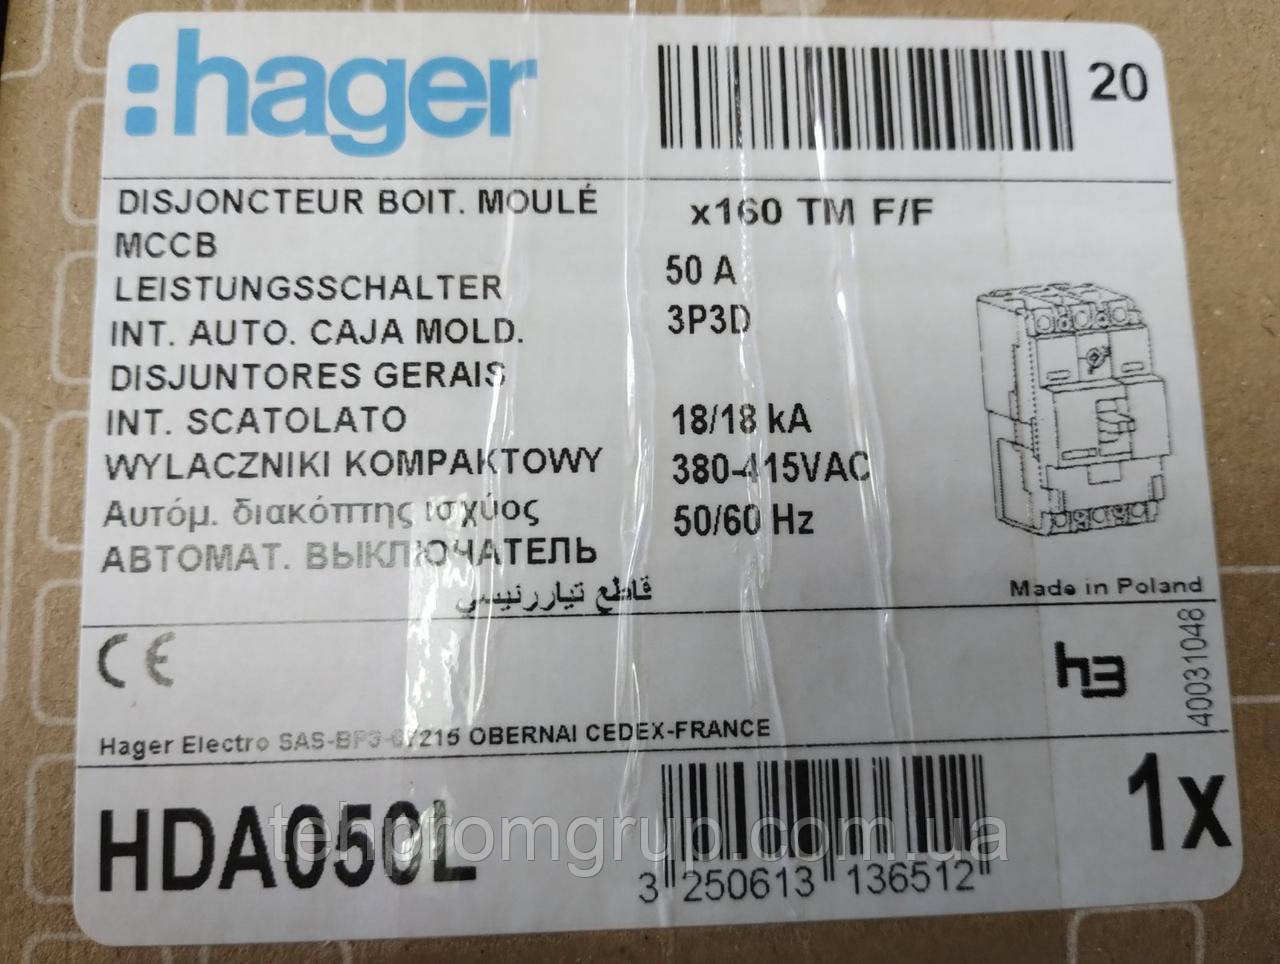 :hager
20
DISJONCTEUR BOIT. MOULÉ
x160 TM F/F
MCCB
50 A
LEISTUNGSSCHALTER
3P3D
INT. AUTO. CAJA MOLD.
DISJUNTORES GERAIS
INT. SCATOLATO
18/18 kA
WYLACZNIKI KOMPAKTOWY
380-415VAC
Αυτόμ. διακόπτης ισχύος
50/60 Hz
АВТОМАТ. ВЫКЛЮЧАТЕЛЬ
قاطع تياررئيسي
Made in Poland
CE
h3
40031048
Hager Electro SAS-BP3-67215 OBERNAI CEDEX-FRANCE
HDA050L
1x
3 250613 136512
tehpromgrup.com.ua